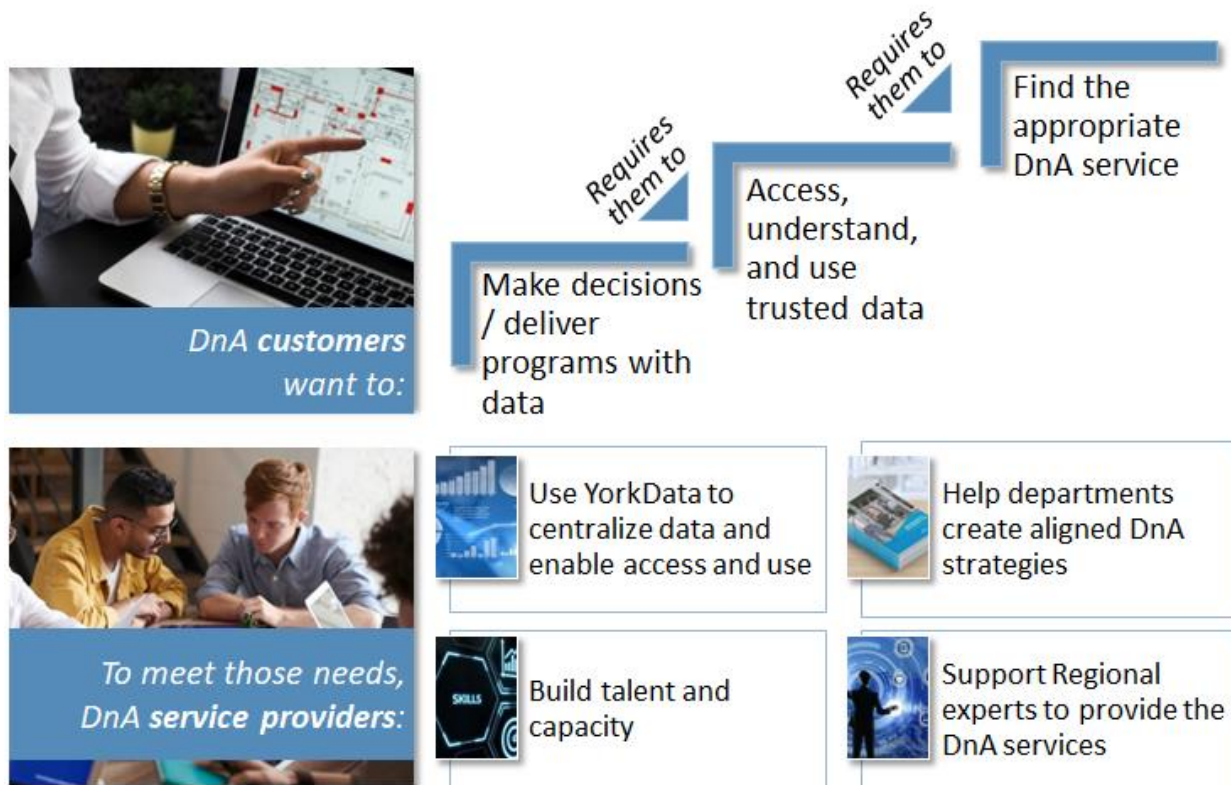 DnA customers
want to:
Make decisions
/ deliver
programs with
data
Requires
them to
Access,
understand,
and use
trusted data
Requires
them to
Find the
appropriate
DnA service
To meet those needs,
DnA service providers:
Use YorkData to
centralize data and
enable access and use
Help departments
create aligned DnA
strategies
SKILLS
Build talent and
capacity
Support Regional
experts to provide the
DnA services